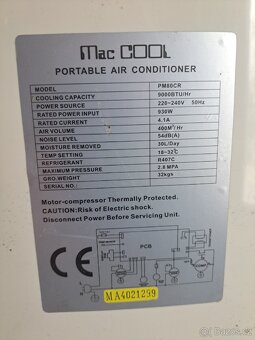 Mac COOL
PORTABLE AIR CONDITIONER
MODEL PM80CR
COOLING CAPACITY 9000BTU/Hr
POWER SOURCE 220~240V 50Hz
RATED POWER INPUT 930W
RATED CURRENT 4.1A
AIR VOLUME 400M³/Hr
NOISE LEVEL 54dB(A)
MOISTURE REMOVED 30L/Day
TEMP SETTING 18~32℃
REFRIGERANT R407C
MAXIMUM PRESSURE 2.8 MPA
GRO.WEIGHT 32kgs
SERIAL NO.
Motor-compressor Thermally Protected.
CAUTION:Risk of Electric shock.
Disconnect Power Before Servicing Unit.
CE
PCB
MA4021299